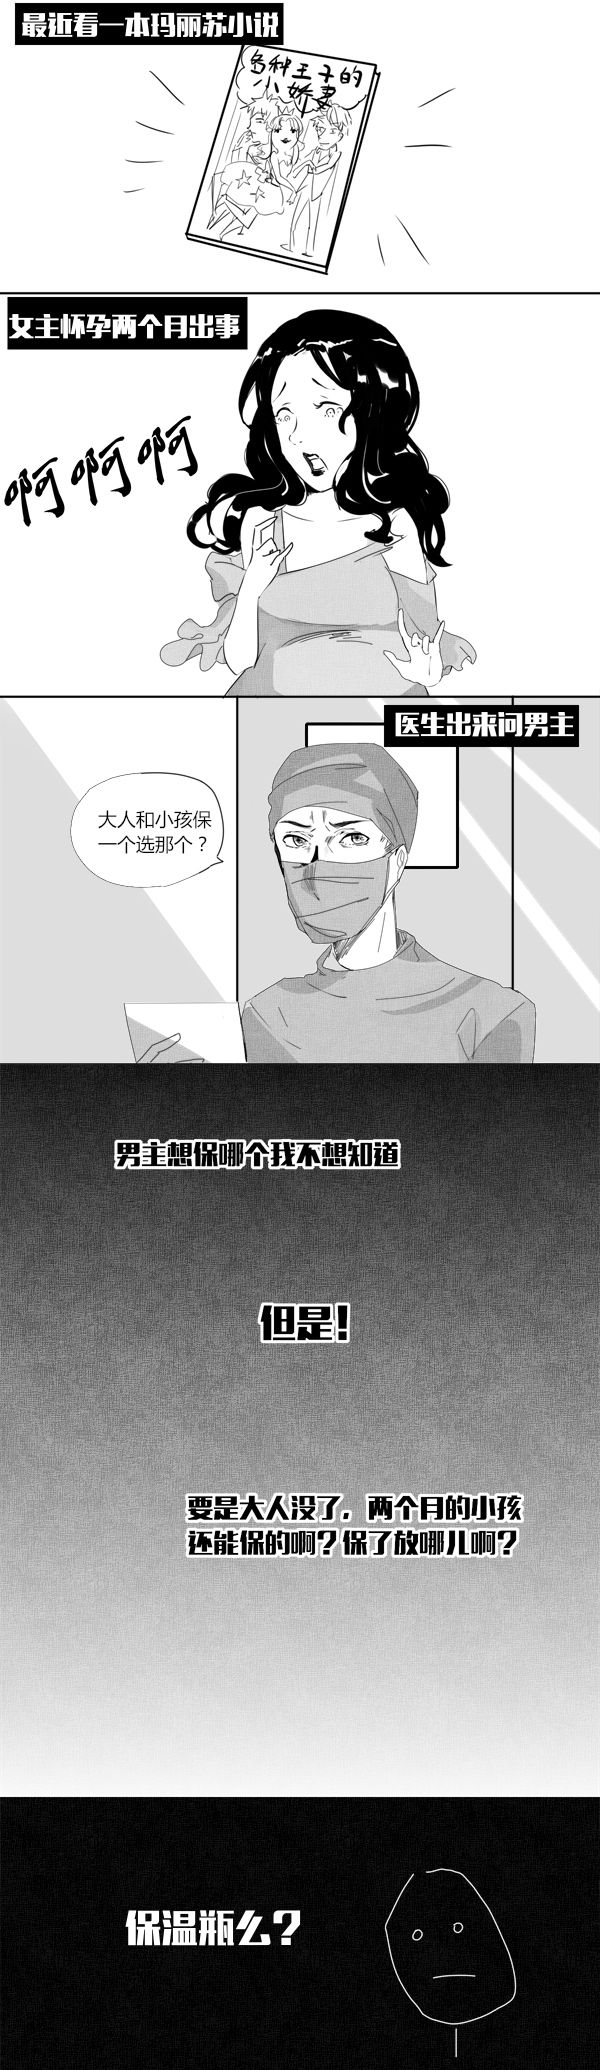 最近看一本玛丽苏小说
各种王子的
小娇妻
女主怀孕两个月出事
啊啊啊
医生出来问男主
大人和小孩保
一个选那个？
男主想保哪个我不想知道
但是！
要是大人没了，两个月的小孩
还能保的啊？保了放哪儿啊？
保温瓶么？